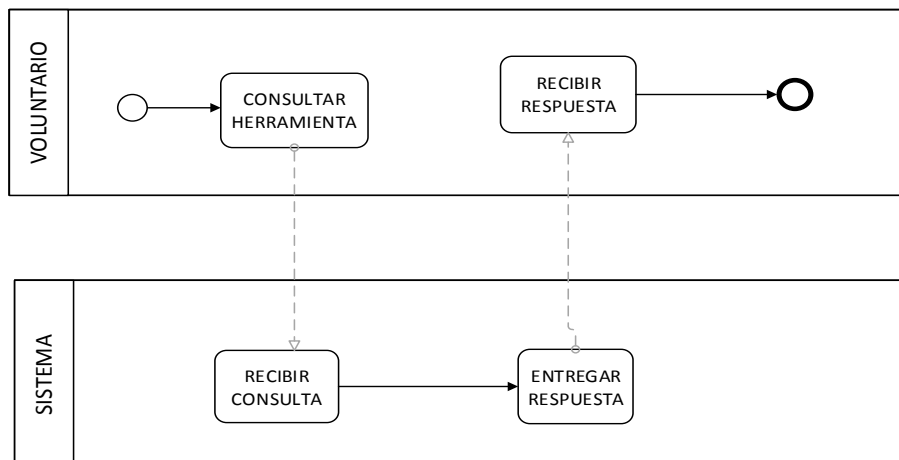 VOLUNTARIO
CONSULTAR
HERRAMIENTA
RECIBIR
RESPUESTA
SISTEMA
RECIBIR
CONSULTA
ENTREGAR
RESPUESTA